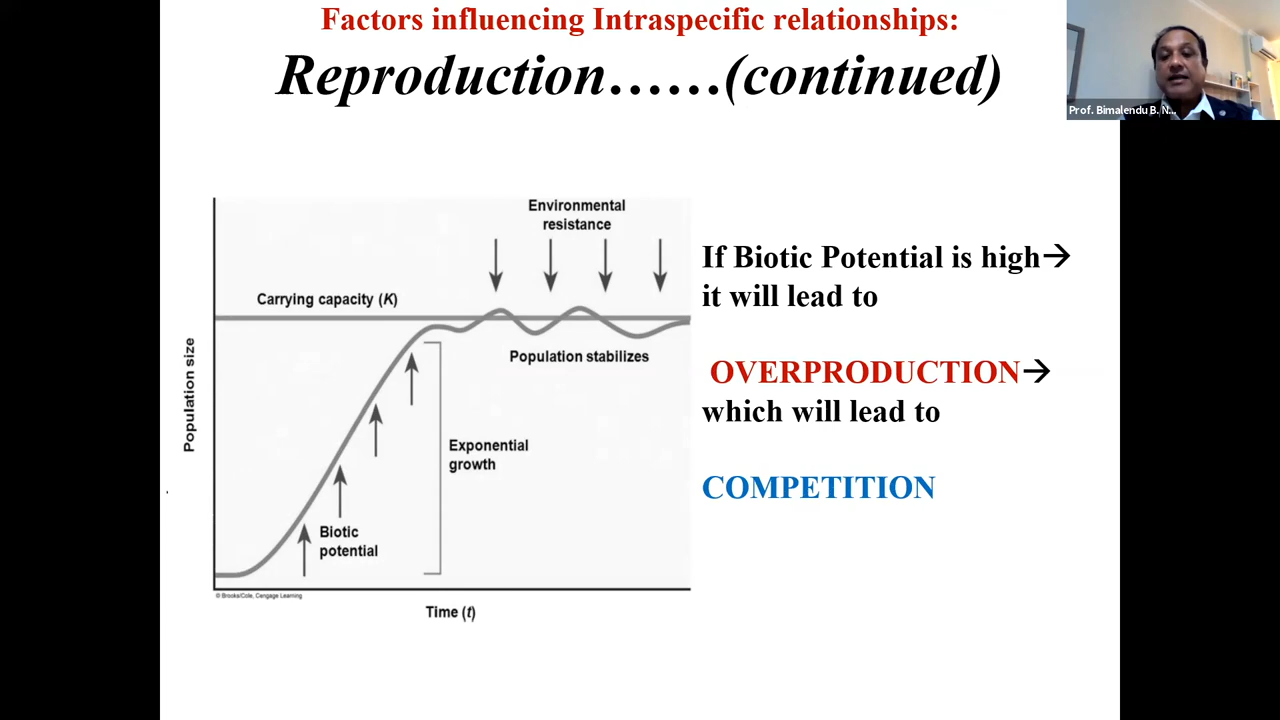 Factors influencing Intraspecific relationships:
Reproduction……(continued)
Prof. Bimalendu B. N...
Environmental
resistance
Carrying capacity (K)
Population stabilizes
Population size
Exponential
growth
Biotic
potential
© Brooks/Cole, Cengage Learning
Time (t)
If Biotic Potential is high→
it will lead to
OVERPRODUCTION→
which will lead to
COMPETITION